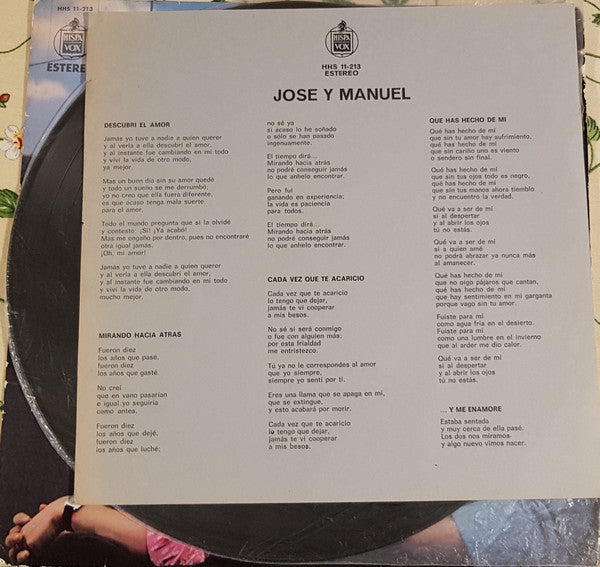 HHS 11-213
HISPA
VOX
ESTERE
HISPA
VOX
HHS 11-213
ESTEREO
JOSE Y MANUEL
DESCUBRI EL AMOR
Jamás yo tuve a nadie a quien querer
y al verla a ella descubrí el amor,
y al instante fue cambiando en mi todo
y viví la vida de otro modo,
ya mejor.
Mas un buen día sin su amor quedé
y todo un sueño se me derrumbó,
yo no creo que ella fuera diferente,
es que acaso tenga mala suerte
para el amor.
Todo el mundo pregunta que si la olvidé
y contesto: ¡Sí! ¡Ya acabó!
Mas me engaño por dentro, pues no encontraré
otra igual jamás.
¡Oh, mi amor!
Jamás yo tuve a nadie a quien querer
y al verla a ella descubrí el amor,
y al instante fue cambiando en mi todo
y viví la vida de otro modo,
mucho mejor.
MIRANDO HACIA ATRAS
Fueron diez
los años que pasé,
fueron diez
los años que gasté.
No creí
que en vano pasarían
e igual yo seguiría
como antes.
Fueron diez
los años que dejé,
fueron diez
los años que luché;
no sé ya
si acaso lo he soñado
o sólo se han pasado
ingenuamente.
El tiempo dirá...
Mirando hacia atrás
no podré conseguir jamás
lo que anhelo encontrar.
Pero fui
ganando en experiencia;
la vida es paciencia
para todos.
El tiempo dirá...
Mirando hacia atrás
no podré conseguir jamás
lo que anhelo encontrar.
CADA VEZ QUE TE ACARICIO
Cada vez que te acaricio
lo tengo que dejar,
jamás te vi cooperar
a mis besos.
No sé si será conmigo
o fue con alguien más;
por esta frialdad
me entristezco.
Tú ya no le correspondes al amor
que yo siempre,
siempre yo sentí por ti.
Eres una llama que se apaga en mí,
que se extingue,
y esto acabará por morir.
Cada vez que te acaricio
lo tengo que dejar,
jamás te vi cooperar
a mis besos.
QUE HAS HECHO DE MI
Qué has hecho de mí
que sin tu amor hay sufrimiento,
qué has hecho de mí
que sin cariño uno es viento
o sendero sin final.
Qué has hecho de mí
que sin tus ojos todo es negro,
qué has hecho de mí
que sin tus manos ahora tiemblo
y no encuentro la verdad.
Qué va a ser de mí
si al despertar
y al abrir los ojos
tú no estás.
Qué va a ser de mí
si a quien amé
no podrá abrazar ya nunca más
al amanecer.
Qué has hecho de mí
que no oigo pájaros que cantan,
qué has hecho de mí
que hay sentimiento en mi garganta
porque vago sin tu amor.
Fuiste para mí
como agua fría en el desierto.
Fuiste para mí
como una lumbre en el invierno
que al arder me dio calor.
Qué va a ser de mí
si al despertar
y al abrir los ojos
tú no estás.
...Y ME ENAMORE
Estaba sentada
y muy cerca de ella pasé.
Los dos nos miramos
y algo nuevo vimos nacer.